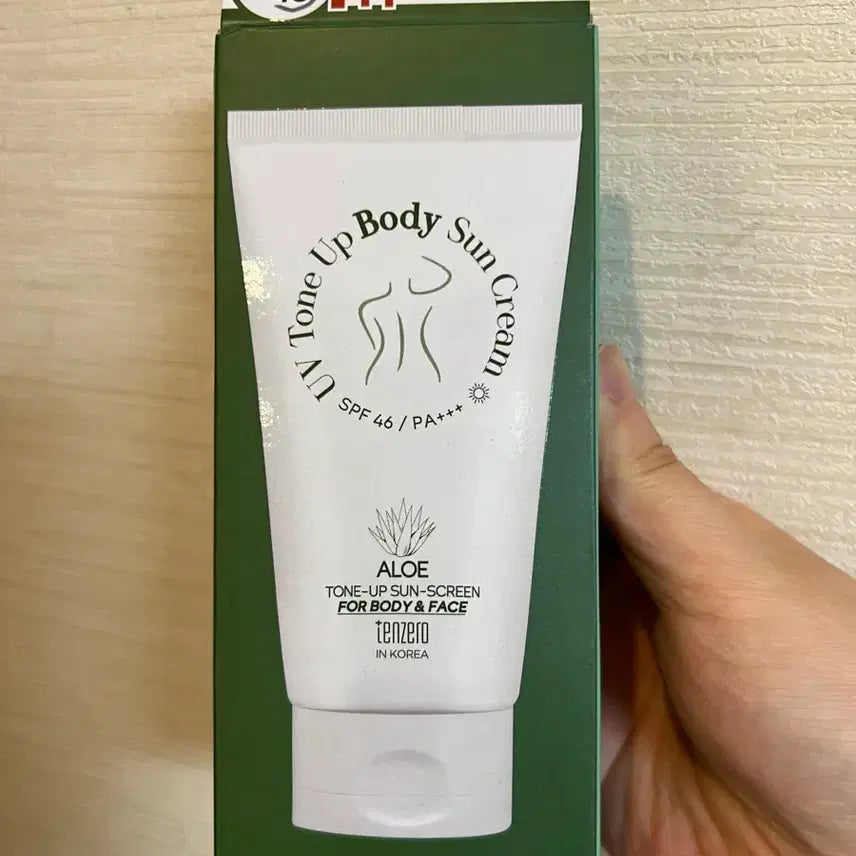 UV Tone Up Body Sun Cream
SPF 46 / PA+++
ALOE
TONE-UP SUN-SCREEN
FOR BODY & FACE
tenzero
IN KOREA